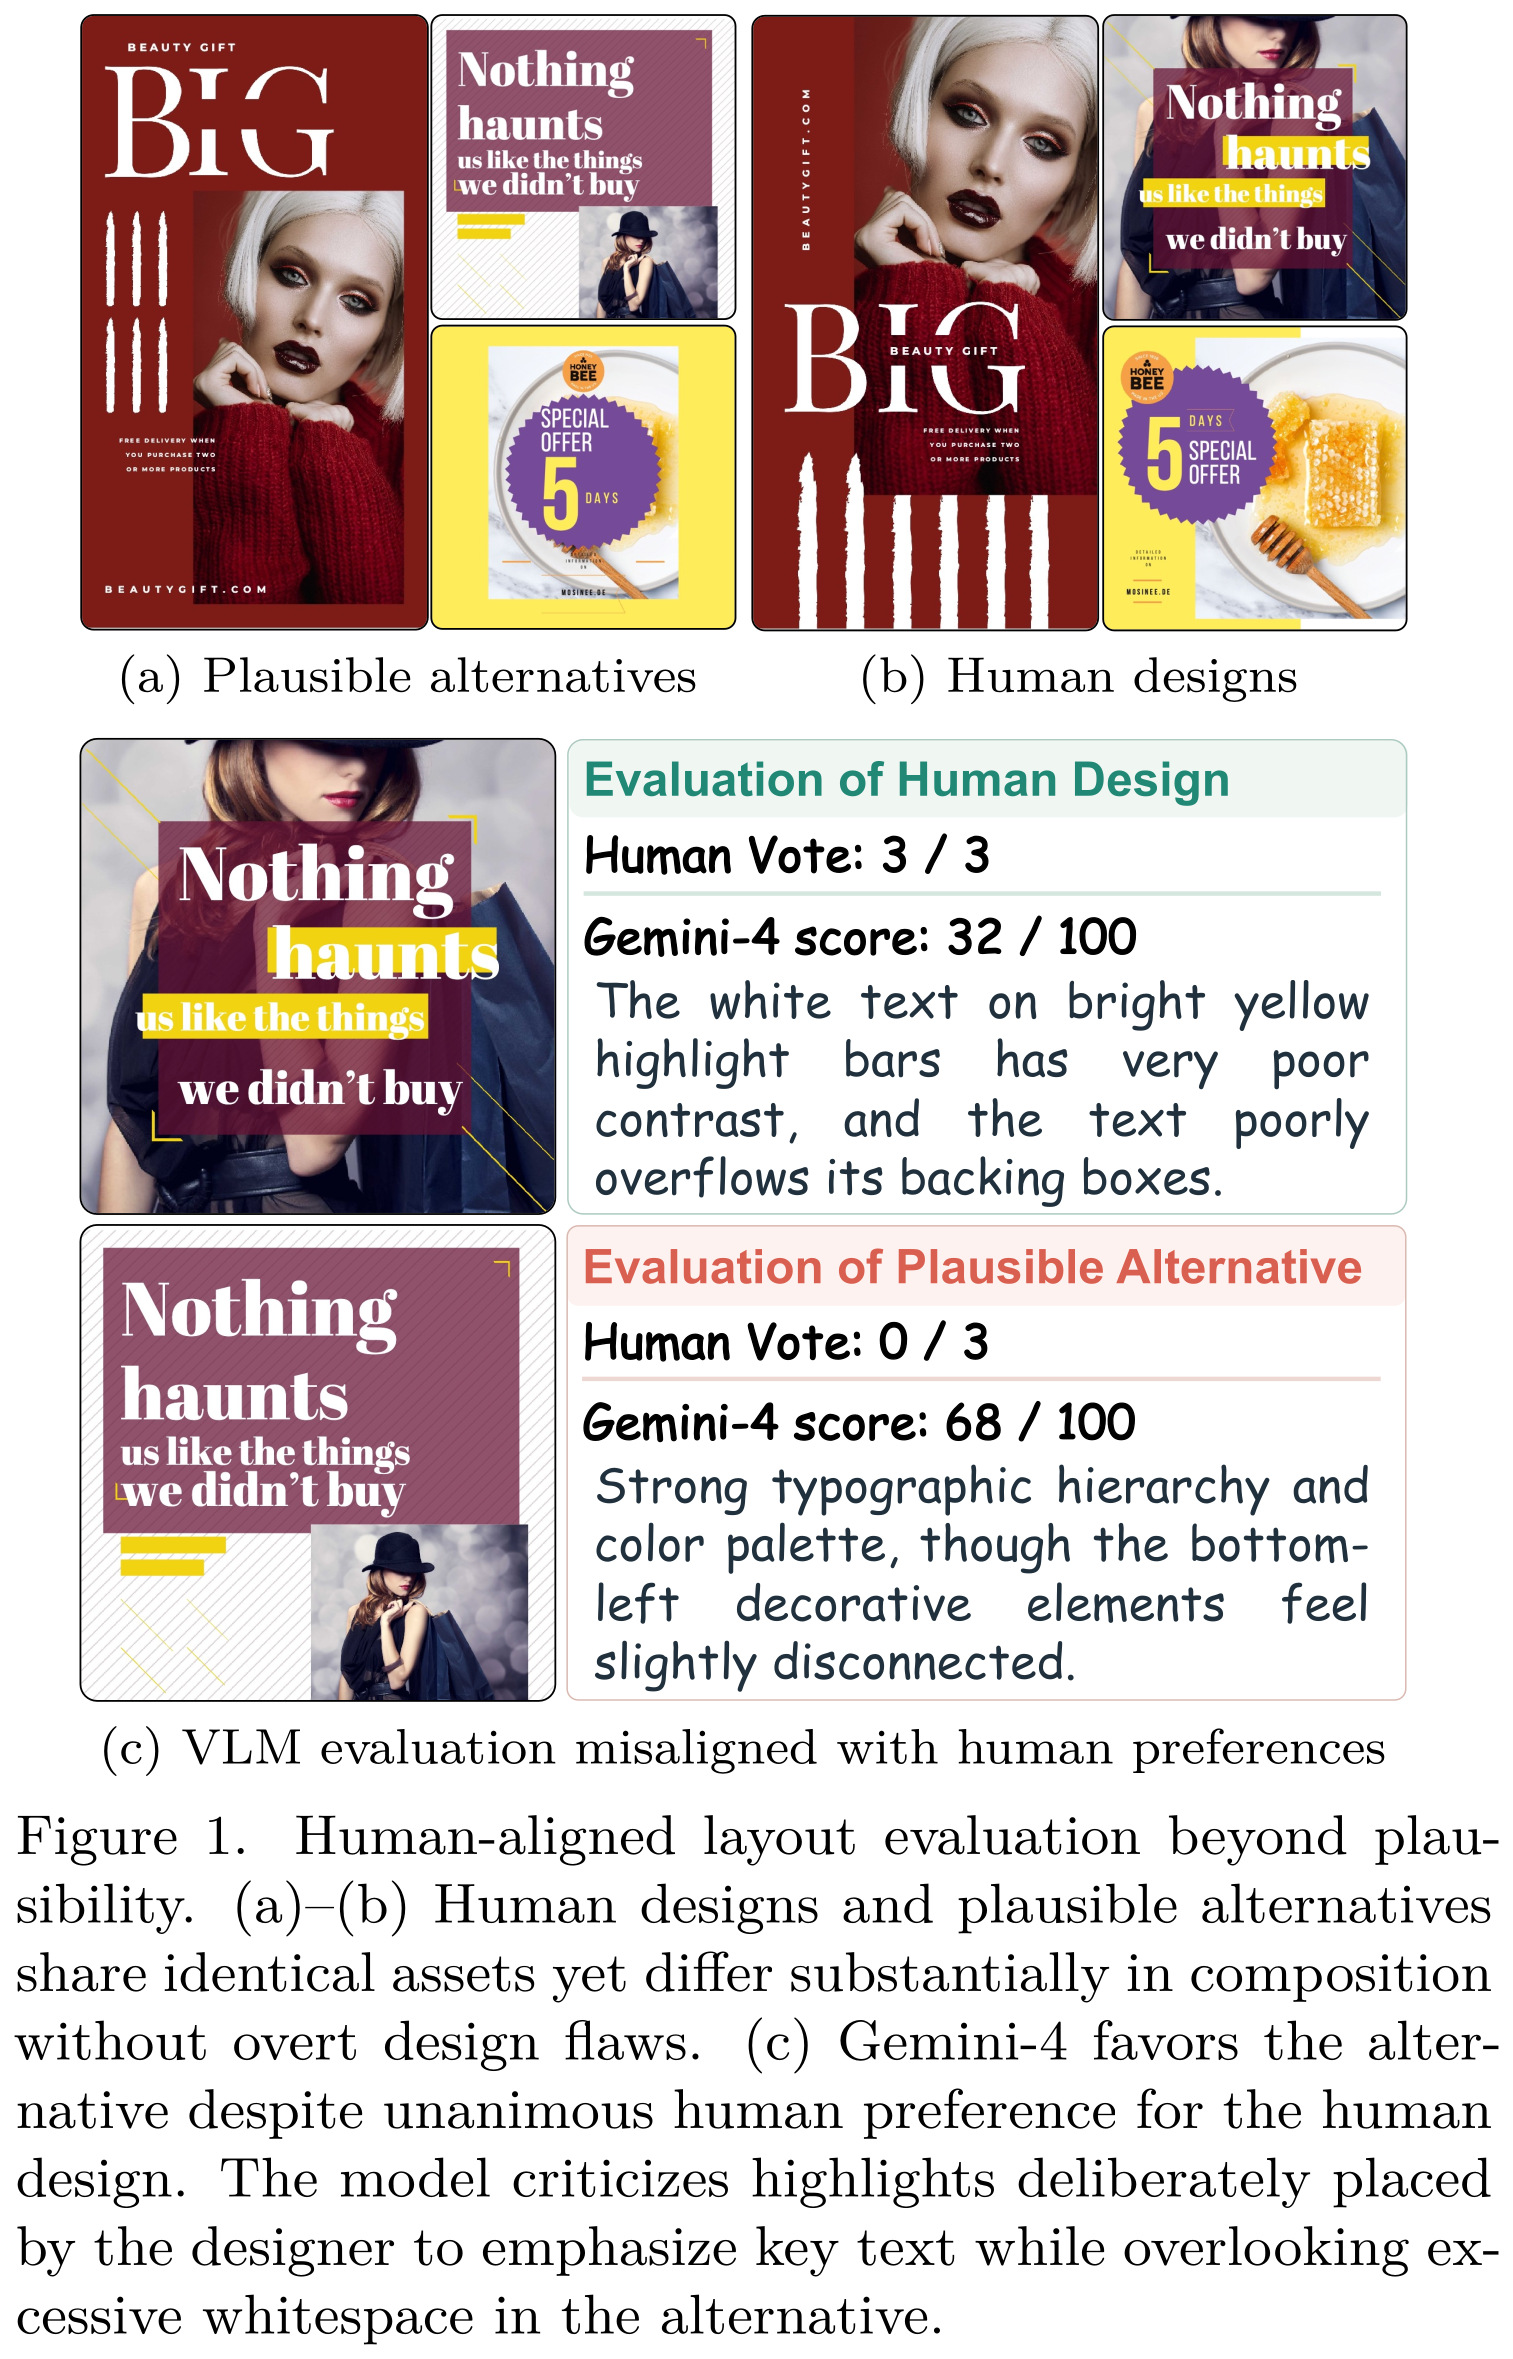 BEAUTY GIFT
BIG
FREE DELIVERY WHEN
YOU PURCHASE TWO
OR MORE PRODUCTS
BEAUTYGIFT.COM
Nothing
haunts
us like the things
we didn't buy
HONEY
BEE
SPECIAL
OFFER
5 DAYS
INFORMATION
ON
MOSINEE.DE
(a) Plausible alternatives
BEAUTYGIFT.COM
BIG
BEAUTY GIFT
FREE DELIVERY WHEN
YOU PURCHASE TWO
OR MORE PRODUCTS
Nothing
haunts
us like the things
we didn't buy
HONEY
BEE
5 DAYS
SPECIAL
OFFER
DETAILED
INFORMATION
ON
MOSINEE.DE
(b) Human designs
Nothing
haunts
us like the things
we didn't buy
Evaluation of Human Design
Human Vote: 3 / 3
Gemini-4 score: 32 / 100
The white text on bright yellow
highlight bars has very poor
contrast, and the text poorly
overflows its backing boxes.
Nothing
haunts
us like the things
we didn't buy
Evaluation of Plausible Alternative
Human Vote: 0 / 3
Gemini-4 score: 68 / 100
Strong typographic hierarchy and
color palette, though the bottom-
left decorative elements feel
slightly disconnected.
(c) VLM evaluation misaligned with human preferences
Figure 1. Human-aligned layout evaluation beyond plau-
sibility. (a)–(b) Human designs and plausible alternatives
share identical assets yet differ substantially in composition
without overt design flaws. (c) Gemini-4 favors the alter-
native despite unanimous human preference for the human
design. The model criticizes highlights deliberately placed
by the designer to emphasize key text while overlooking ex-
cessive whitespace in the alternative.